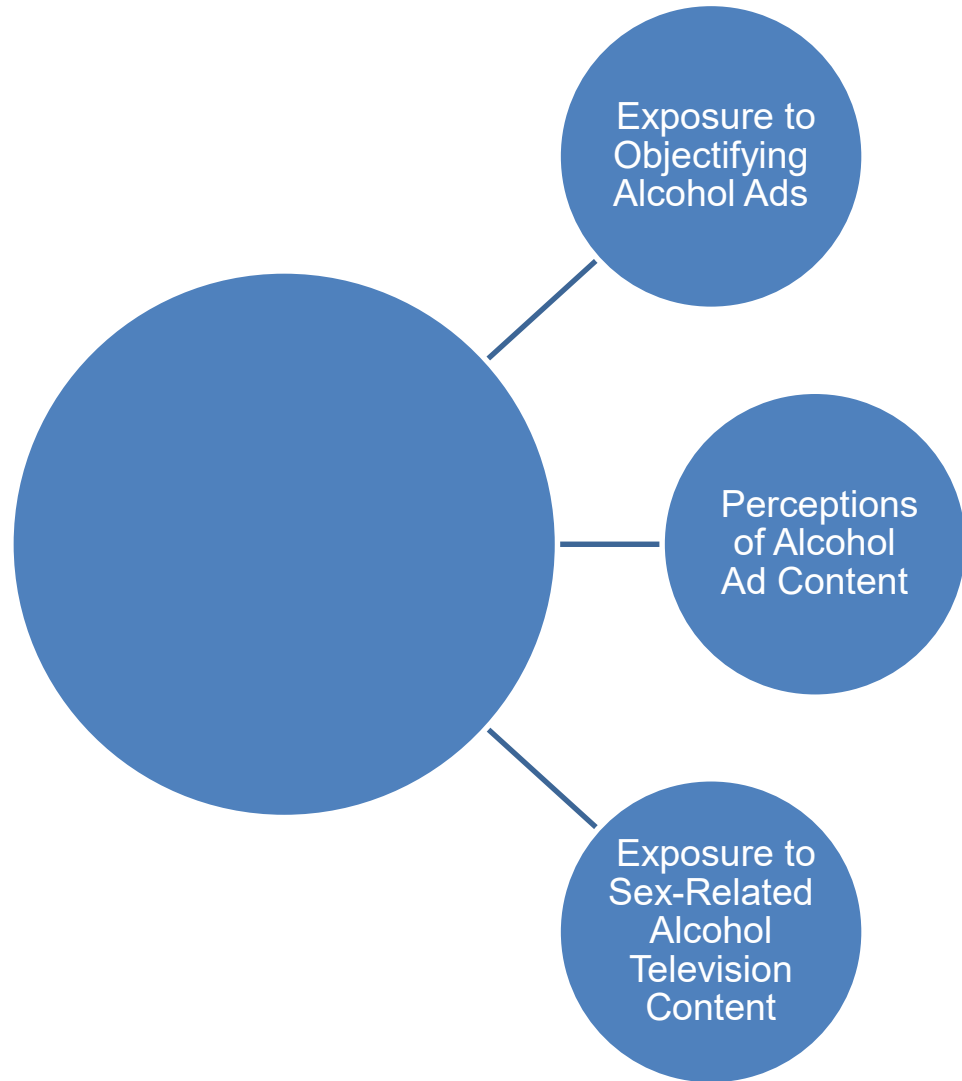 Exposure to
Objectifying
Alcohol Ads
Perceptions
of Alcohol
Ad Content
Exposure to
Sex-Related
Alcohol
Television
Content